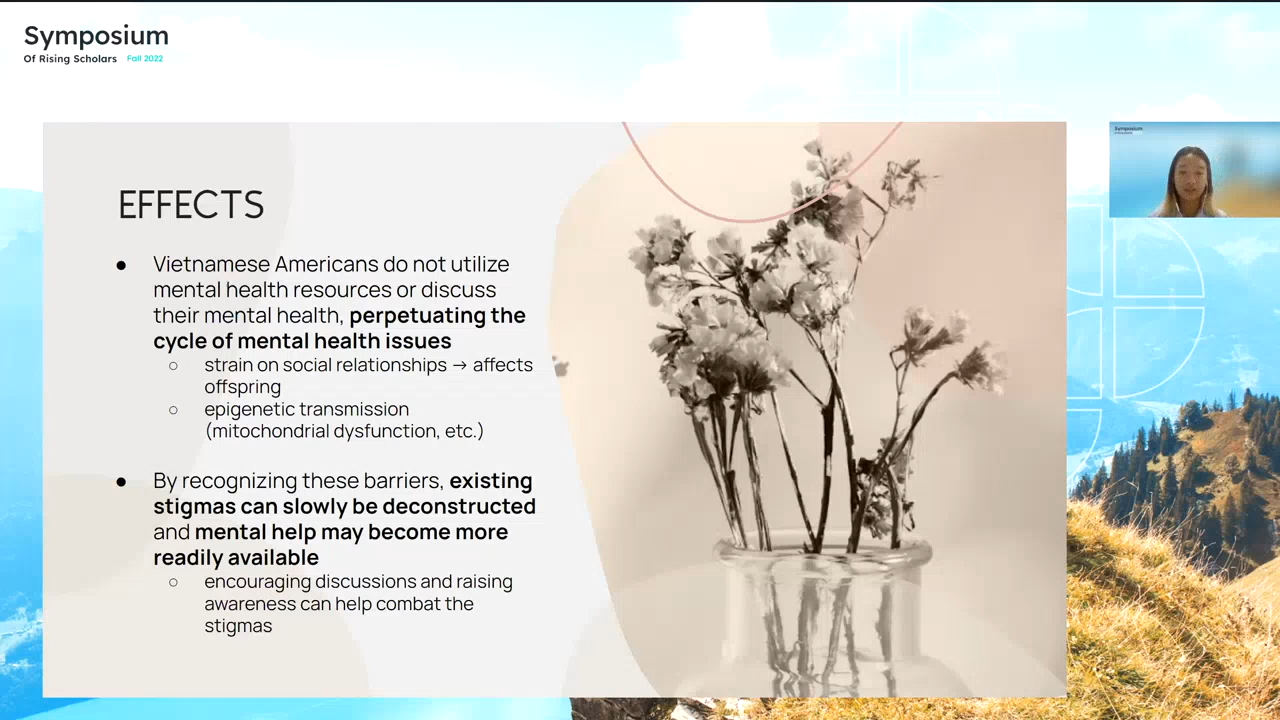 Symposium
Of Rising Scholars Fall 2022
Symposium
EFFECTS
● Vietnamese Americans do not utilize
mental health resources or discuss
their mental health, perpetuating the
cycle of mental health issues
○ strain on social relationships → affects
offspring
○ epigenetic transmission
(mitochondrial dysfunction, etc.)
● By recognizing these barriers, existing
stigmas can slowly be deconstructed
and mental help may become more
readily available
○ encouraging discussions and raising
awareness can help combat the
stigmas